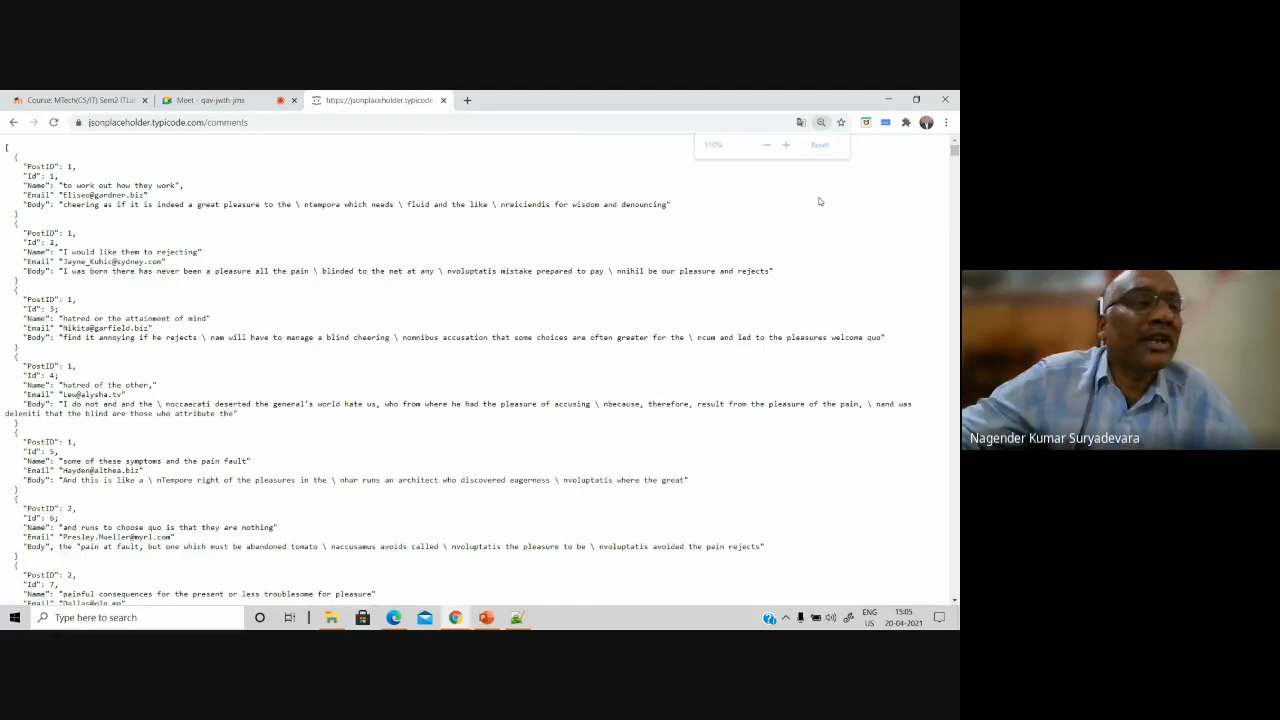 Course: MTech(CS/IT) Sem2 ITLa
Meet - qav-jwth-jms
https://jsonplaceholder.typicode.
jsonplaceholder.typicode.com/comments
110%
Reset
[
{
"PostID": 1,
"Id": 1,
"Name": "to work out how they work",
"Email" "Eliseo@gardner.biz"
"Body": "cheering as if it is indeed a great pleasure to the \ ntempora which needs \ fluid and the like \ nreiciendis for wisdom and denouncing"
}
{
"PostID": 1,
"Id": 2,
"Name": "I would like them to rejecting"
"Email" "Jayne_Kuhic@sydney.com"
"Body": "I was born there has never been a pleasure all the pain \ blinded to the net at any \ nvoluptatis mistake prepared to pay \ nnihil be our pleasure and rejects"
}
{
"PostID": 1,
"Id": 3;
"Name": "hatred or the attainment of mind"
"Email" "Nikita@garfield.biz"
"Body": "find it annoying if he rejects \ nam will have to manage a blind cheering \ nomnibus accusation that some choices are often greater for the \ ncum and led to the pleasures welcome quo"
}
{
"PostID": 1,
"Id": 4;
"Name": "hatred of the other,"
"Email" "Lew@alysha.tv"
"Body": "I do not and and the \ noccaecati deserted the general's world hate us, who from where he had the pleasure of accusing \ nbecause, therefore, result from the pleasure of the pain, \ nand was
deleniti that the blind are those who attribute the"
}
{
"PostID": 1,
"Id": 5,
"Name": "some of these symptoms and the pain fault"
"Email" "Hayden@althea.biz"
"Body": "And this is like a \ nTempore right of the pleasures in the \ nhar runs an architect who discovered eagerness \ nvoluptatis where the great"
}
{
"PostID": 2,
"Id": 6;
"Name": "and runs to choose quo is that they are nothing"
"Email" "Presley.Mueller@myrl.com"
"Body", the "pain at fault, but one which must be abandoned tomato \ naccusamus avoids called \ nvoluptatis the pleasure to be \ nvoluptatis avoided the pain rejects"
}
{
"PostID": 2,
"Id": 7,
"Name": "painful consequences for the present or less troublesome for pleasure"
"Email" "Dallas@ole.me"
Nagender Kumar Suryadevara
Type here to search
ENG
US
15:05
20-04-2021